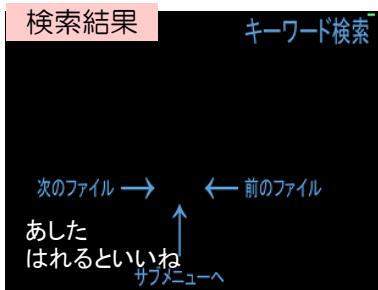 検索結果
キーワード検索
次のファイル → ← 前のファイル
↑
あした
はれるといいね
サブメニューへ